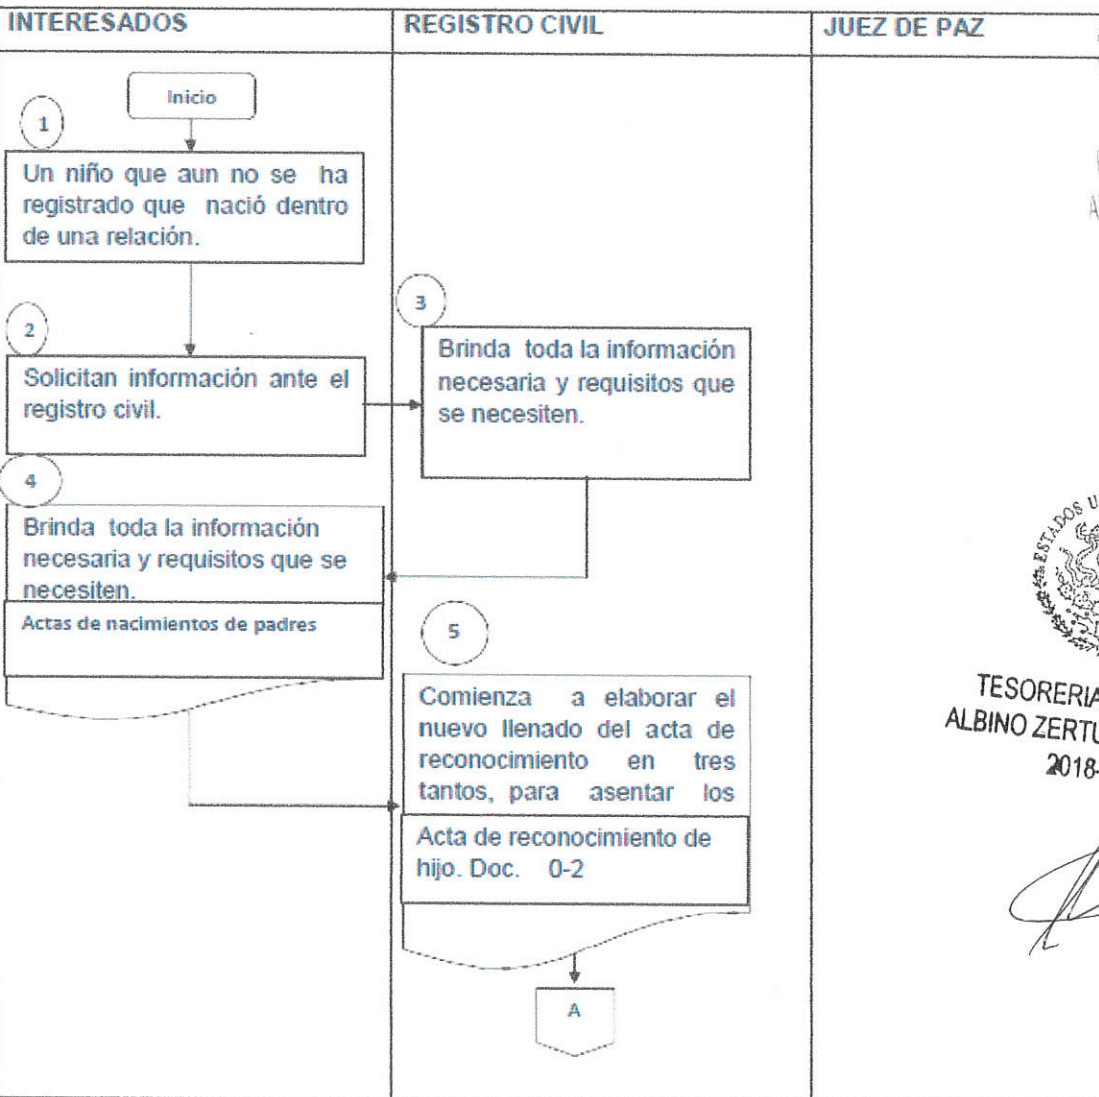 INTERESADOS
REGISTRO CIVIL
JUEZ DE PAZ
Inicio
1
Un niño que aun no se ha
registrado que nació dentro
de una relación.
2
Solicitan información ante el
registro civil.
3
Brinda toda la información
necesaria y requisitos que
se necesiten.
4
Brinda toda la información
necesaria y requisitos que se
necesiten.
Actas de nacimientos de padres
5
Comienza a elaborar el
nuevo llenado del acta de
reconocimiento en tres
tantos, para asentar los
Acta de reconocimiento de
hijo. Doc. 0-2
A
ESTADOS U
TESORERIA
ALBINO ZERTU
2018-